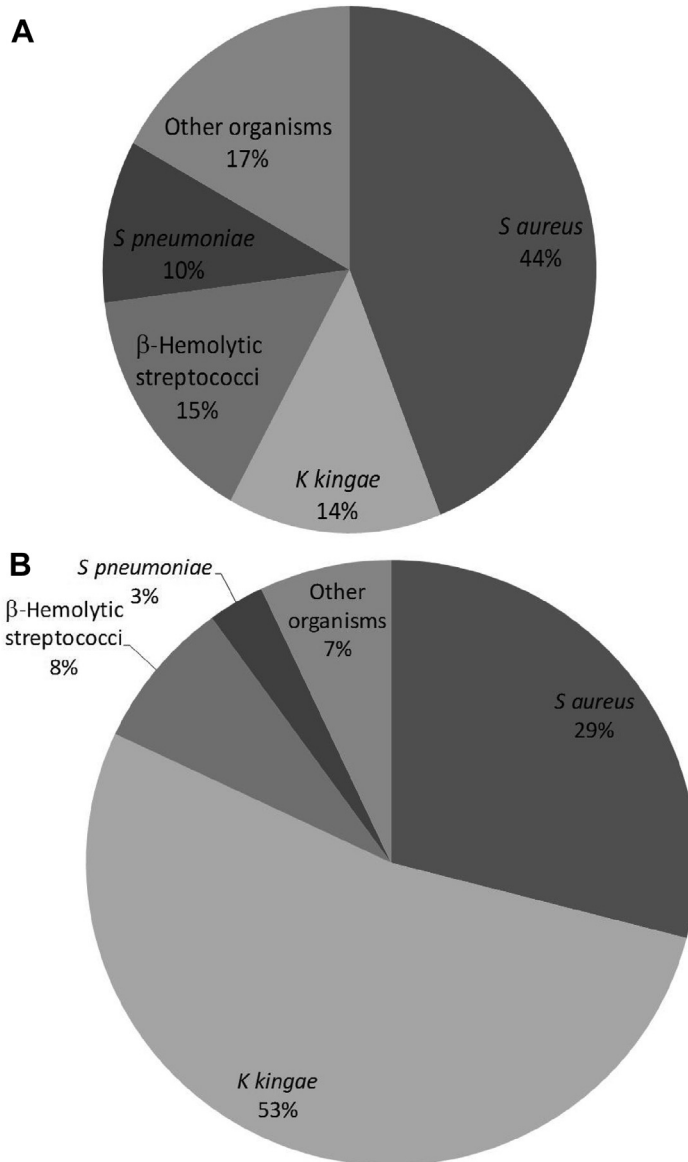 A
Other organisms
17%
S aureus
44%
S pneumoniae
10%
β-Hemolytic
streptococci
15%
K kingae
14%
B
S pneumoniae
3%
β-Hemolytic
streptococci
8%
Other
organisms
7%
S aureus
29%
K kingae
53%